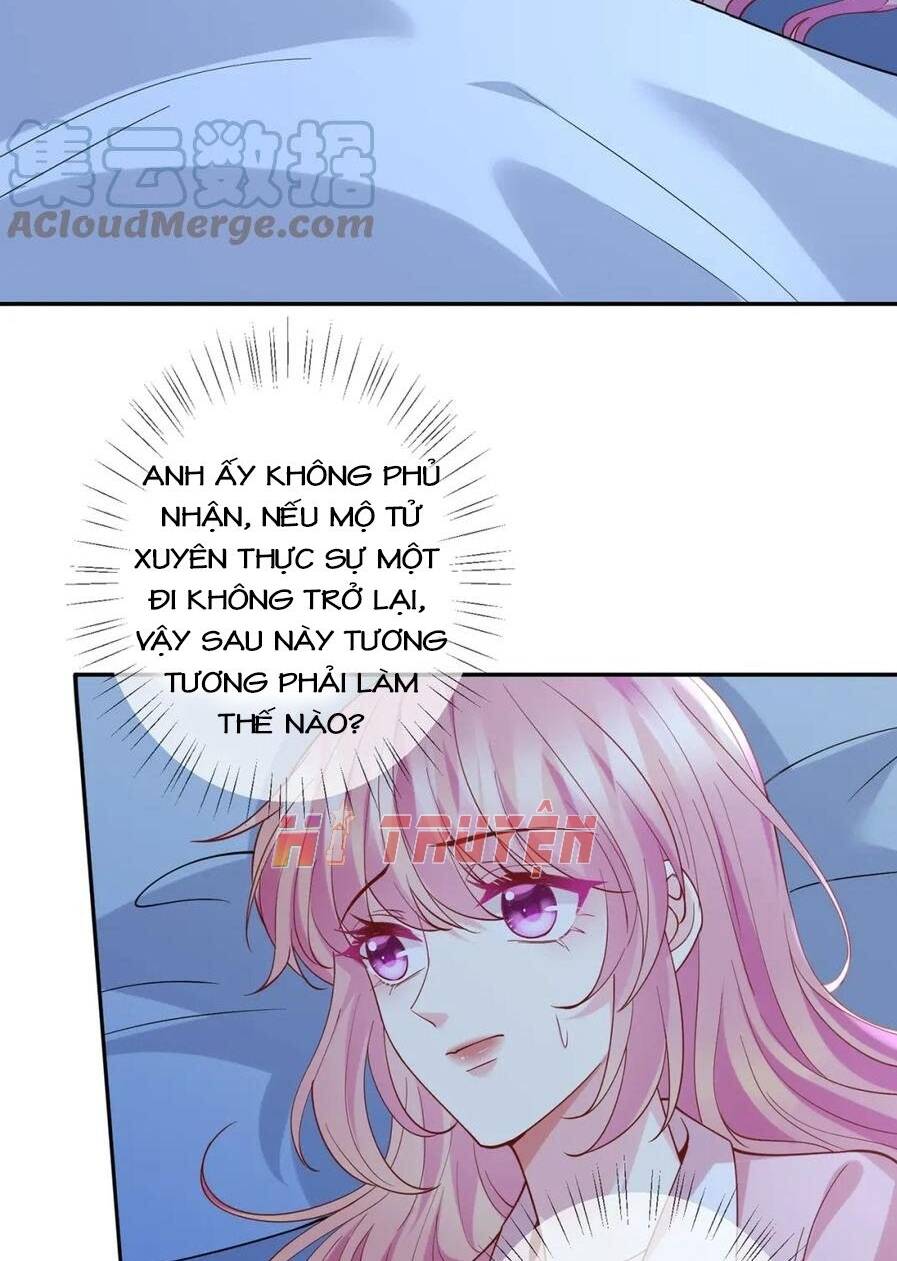 集云数据
ACloudMerge.com
ANH ẤY KHÔNG PHỦ
NHẬN, NẾU MỘ TỬ
XUYÊN THỰC SỰ MỘT
ĐI KHÔNG TRỞ LẠI,
VẬY SAU NÀY TƯƠNG
TƯƠNG PHẢI LÀM
THẾ NÀO?
HI TRUYỆN